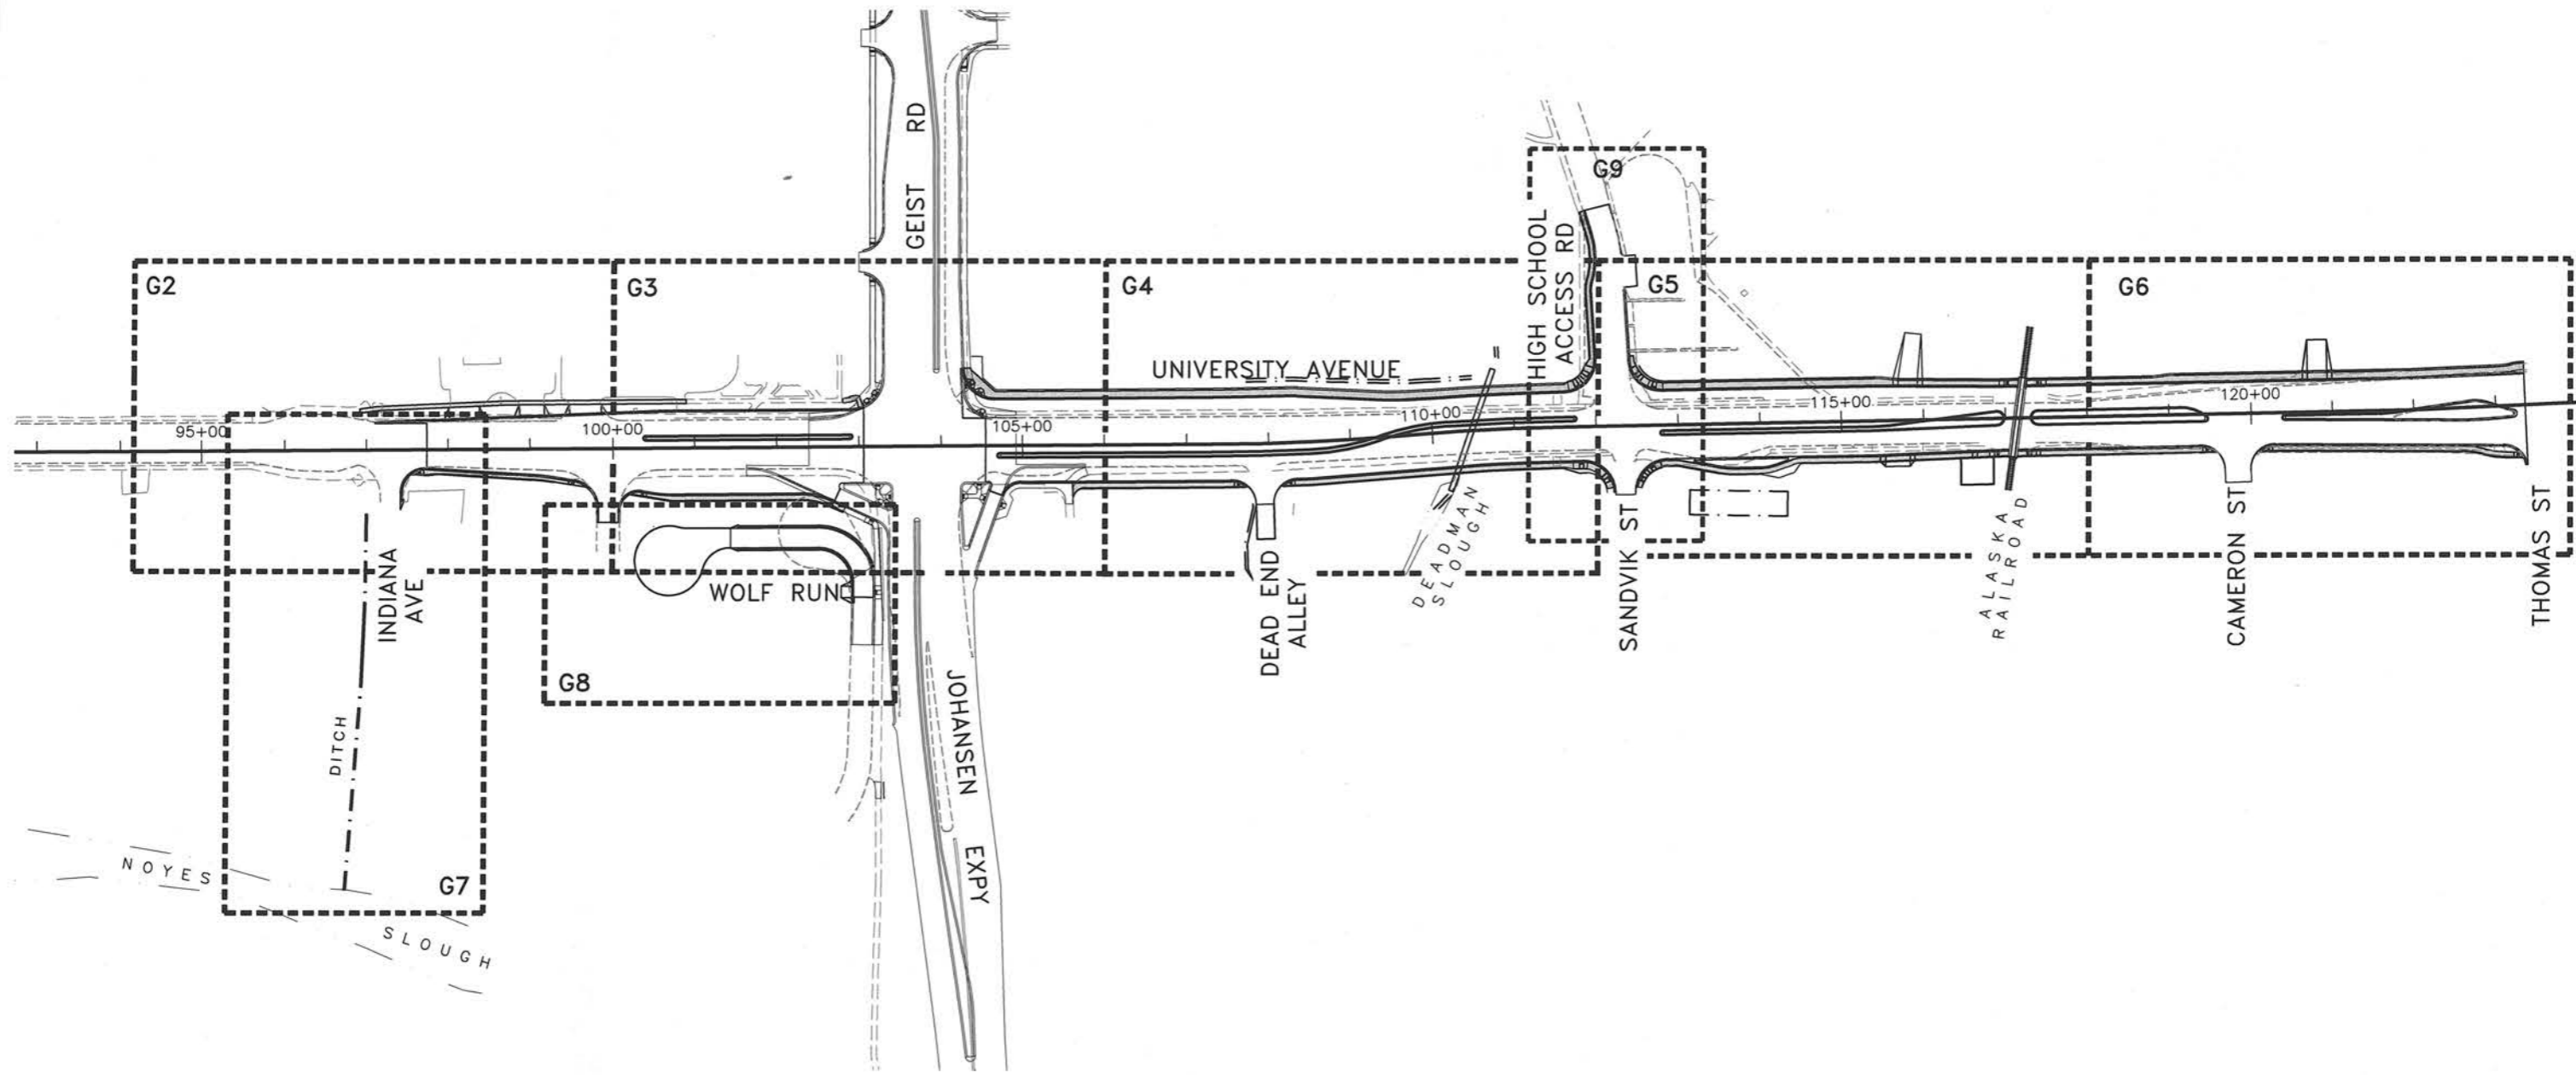 GEIST RD
G9
G2
G3
G4
G5
G6
HIGH SCHOOL
ACCESS RD
UNIVERSITY AVENUE
95+00
100+00
105+00
110+00
115+00
120+00
INDIANA
AVE
WOLF RUN
DEAD END
ALLEY
DEADMAN
SLOUGH
SANDVIK ST
ALASKA
RAILROAD
CAMERON ST
THOMAS ST
G8
JOHANSEN EXPY
DITCH
G7
NOYES
SLOUGH